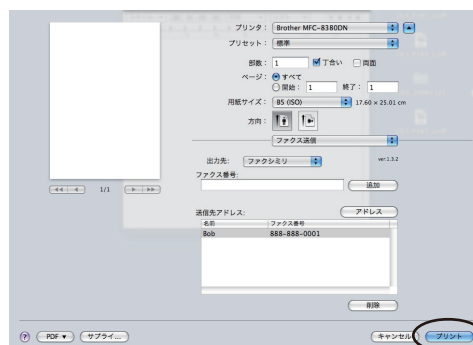 プリンタ： Brother MFC-8380DN
プリセット： 標準
部数： 1 丁合い 両面
ページ： すべて
開始： 1 終了： 1
用紙サイズ： B5 (ISO) 17.60 × 25.01 cm
方向：
ファクス送信
出力先： ファクシミリ ver.1.3.2
ファクス番号:
1/1
追加
送信先アドレス: アドレス
名前 ファクス番号
Bob 888-888-0001
削除
? PDF サプライ... キャンセル プリント